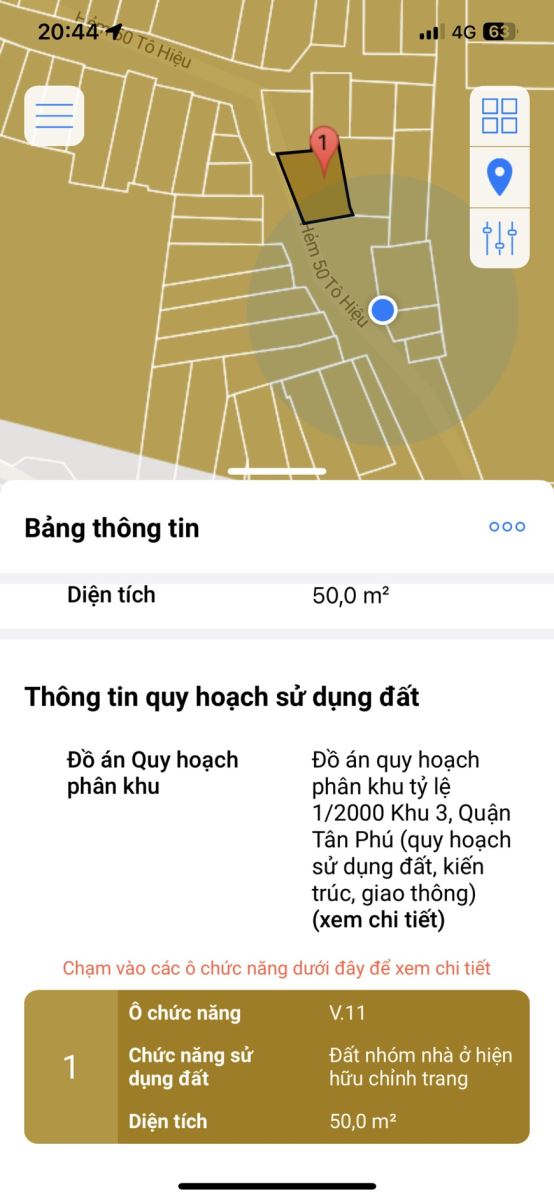 Hẻm 50 Tô Hiệu
20:44
4G 63
1
Hẻm 50 Tô Hiệu
Bảng thông tin
Diện tích 50,0 m²
Thông tin quy hoạch sử dụng đất
Đồ án Quy hoạch
phân khu
Đồ án quy hoạch
phân khu tỷ lệ
1/2000 Khu 3, Quận
Tân Phú (quy hoạch
sử dụng đất, kiến
trúc, giao thông)
(xem chi tiết)
Chạm vào các ô chức năng dưới đây để xem chi tiết
1
Ô chức năng V.11
Chức năng sử
dụng đất
Đất nhóm nhà ở hiện
hữu chỉnh trang
Diện tích 50,0 m²